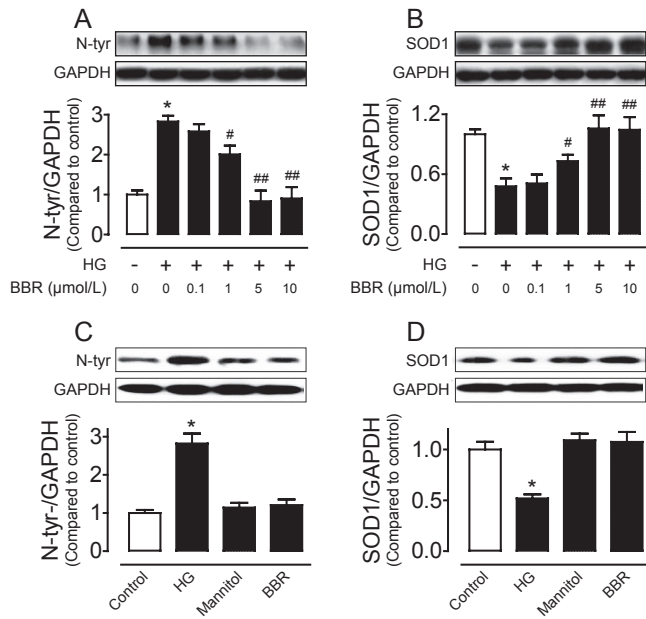 A
N-tyr
GAPDH
N-tyr/GAPDH
(Compared to control)
3
2
1
0
*
#
##
##
HG - + + + + +
BBR (μmol/L) 0 0 0.1 1 5 10
B
SOD1
GAPDH
SOD1/GAPDH
(Compared to control)
1.2
0.6
0.0
*
#
##
##
HG - + + + + +
BBR (μmol/L) 0 0 0.1 1 5 10
C
N-tyr
GAPDH
N-tyr-/GAPDH
(Compared to control)
3
2
1
0
*
Control
HG
Mannitol
BBR
D
SOD1
GAPDH
SOD1/GAPDH
(Compared to control)
1.0
0.5
0.0
*
Control
HG
Mannitol
BBR